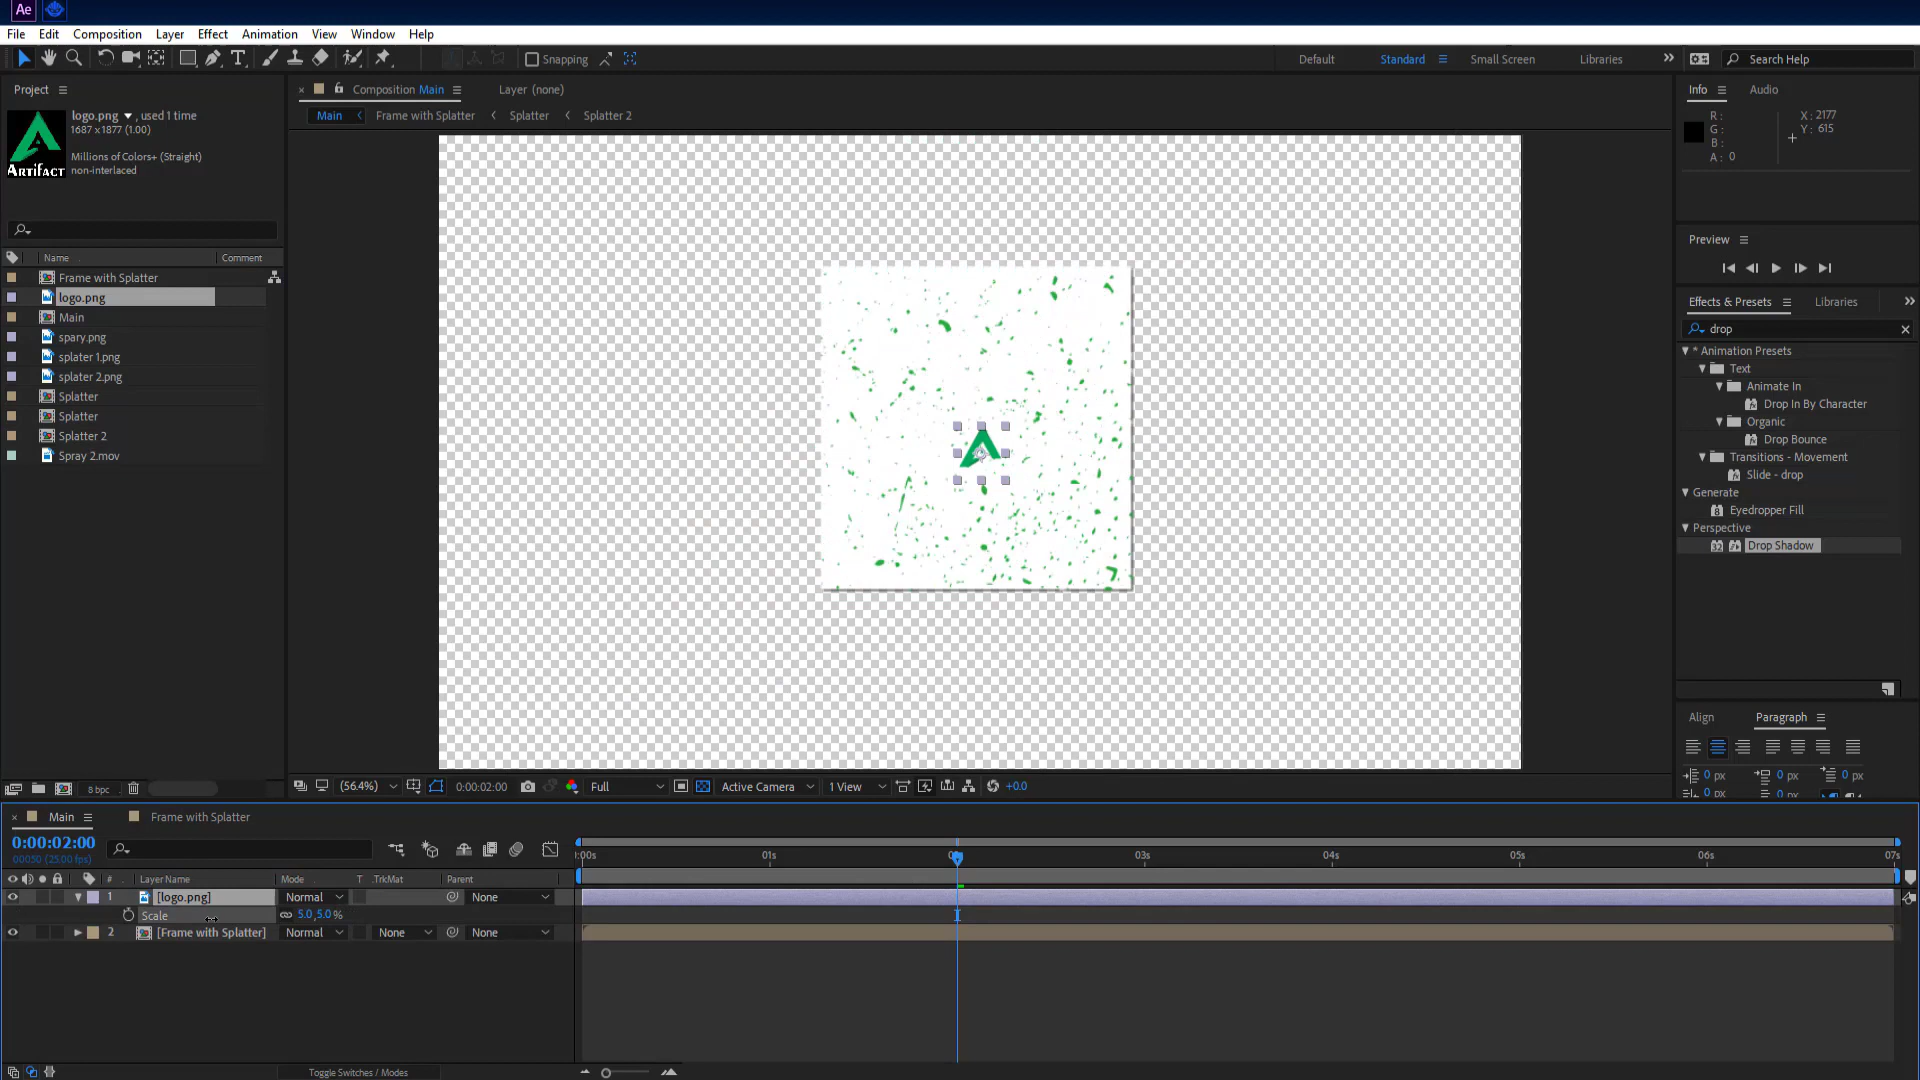 Ae
File Edit Composition Layer Effect Animation View Window Help
T Snapping Default Standard Small Screen Libraries Search Help
Project
logo.png , used 1 time
1687 x1877 (1.00)
Millions of Colors+ (Straight)
non-interlaced
Artifact
Name Comment
Frame with Splatter
logo.png
Main
spary.png
splater 1.png
splater 2.png
Splatter
Splatter
Splatter 2
Spray 2.mov
8 bpc
Composition Main Layer (none)
Main Frame with Splatter Splatter Splatter 2
(56.4%) 0:00:02:00 Full Active Camera 1 View +0.0
Info Audio
R :
G :
B :
A : 0
X : 2177
Y : 615
Preview
Effects & Presets Libraries
drop
* Animation Presets
Text
Animate In
Drop In By Character
Organic
Drop Bounce
Transitions - Movement
Slide - drop
Generate
Eyedropper Fill
Perspective
32 Drop Shadow
Align Paragraph
0 px 0 px 0 px
0 px 0 px
Main Frame with Splatter
0:00:02:00
00050 (25.00 fps)
# Layer Name Mode T .TrkMat Parent
1 [logo.png] Normal None
Scale 5.0,5.0 %
2 [Frame with Splatter] Normal None None
:00s 01s 03s 04s 05s 06s 07s
Toggle Switches / Modes